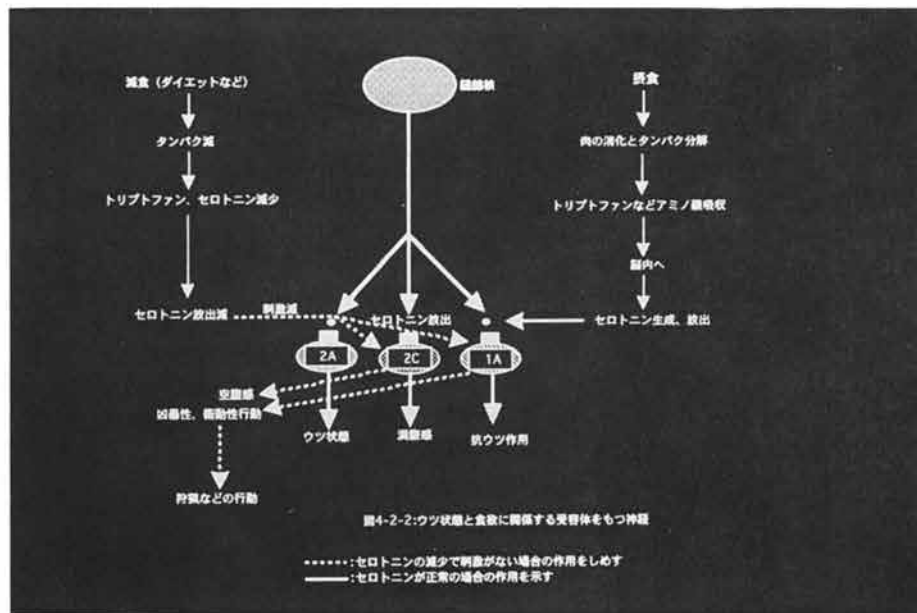 減食（ダイエットなど）
タンパク減
トリプトファン、セロトニン減少
セロトニン放出減
刺激減
縫線核
摂食
肉の消化とタンパク分解
トリプトファンなどアミノ酸吸収
脳内へ
セロトニン生成、放出
セロトニン放出
2A
2C
1A
空腹感
凶暴性、衝動性行動
狩猟などの行動
ウツ状態
満腹感
抗ウツ作用
図4-2-2:ウツ状態と食欲に関係する受容体をもつ神経
:セロトニンの減少で刺激がない場合の作用をしめす
:セロトニンが正常の場合の作用を示す